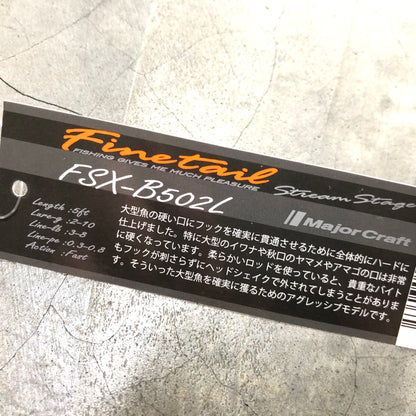 Finetail
FISHING GIVES ME MUCH PLEASURE
Stream Stage
FSX-B502L
MajorCraft
Length : 5ft
Lure-g : 2-10
Line-lb : 3-8
Line-pe : 0.3-0.8
Action : Fast
大型魚の硬い口にフックを確実に貫通させるために全体的にハードに
仕上げました。特に大型のイワナや秋口のヤマメやアマゴの口は非常
に硬くなっています。柔らかいロッドを使っていると、貴重なバイト
もフックが刺さらずにヘッドシェイクで外されてしまうことがありま
す。そういった大型魚を確実に獲るためのアグレッシブモデルです。